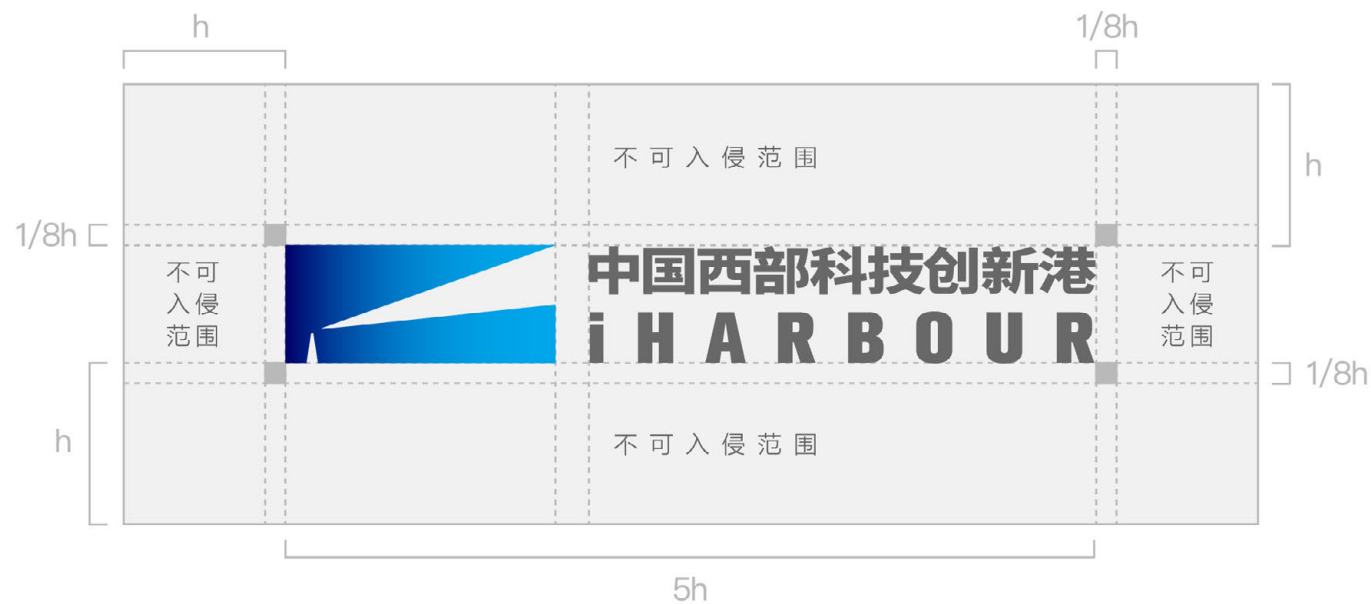 h
1/8h
不可入侵范围
h
1/8h
不可
入侵
范围
中国西部科技创新港
iHARBOUR
不可
入侵
范围
1/8h
h
不可入侵范围
5h